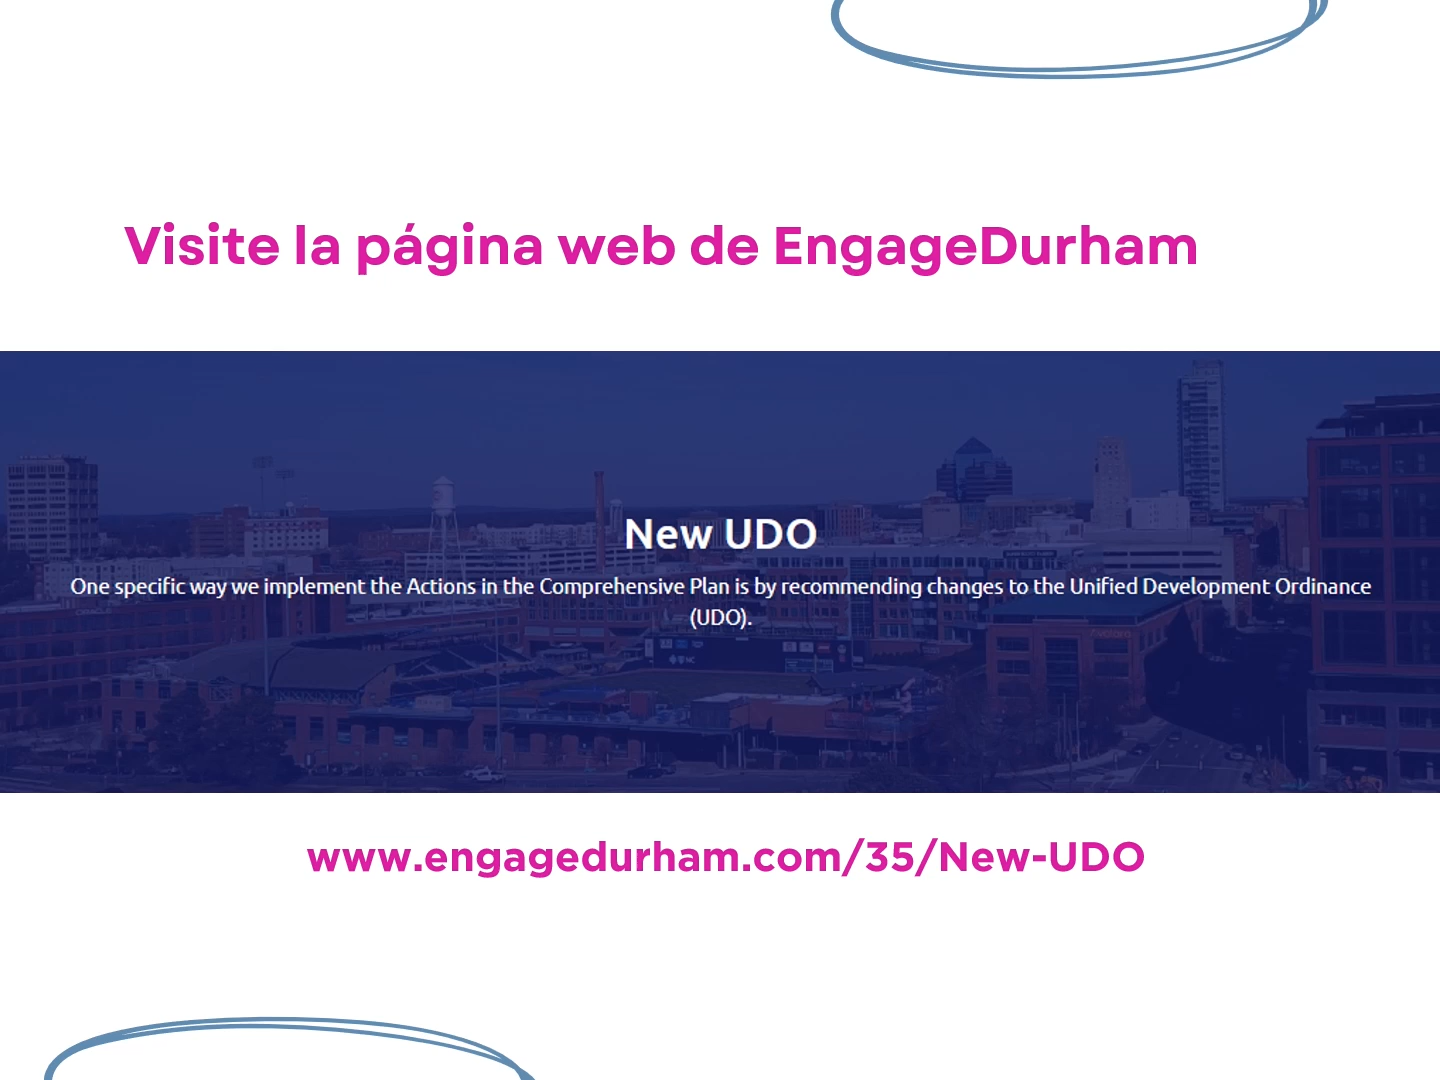 Visite la página web de EngageDurham
New UDO
One specific way we implement the Actions in the Comprehensive Plan is by recommending changes to the Unified Development Ordinance
(UDO).
www.engagedurham.com/35/New-UDO